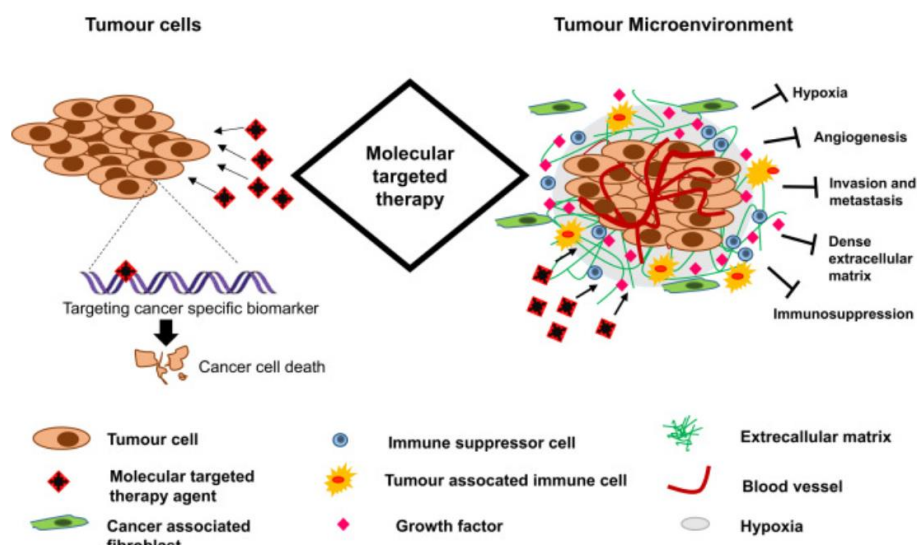 Tumour cells
Tumour Microenvironment
Molecular
targeted
therapy
Hypoxia
Angiogenesis
Invasion and
metastasis
Dense
extracellular
matrix
Immunosuppression
Targeting cancer specific biomarker
Cancer cell death
Tumour cell
Molecular targeted
therapy agent
Cancer associated
fibroblast
Immune suppressor cell
Tumour assocated immune cell
Growth factor
Extrecallular matrix
Blood vessel
Hypoxia